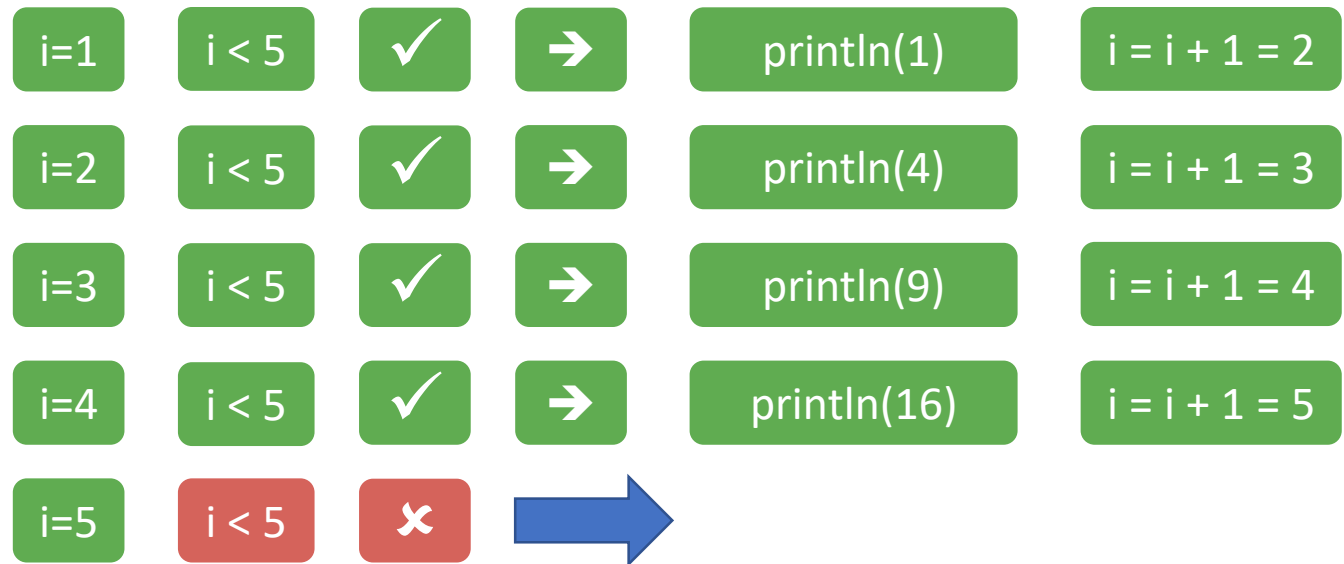 i=1 i < 5 ✓ ➔ println(1) i = i + 1 = 2
i=2 i < 5 ✓ ➔ println(4) i = i + 1 = 3
i=3 i < 5 ✓ ➔ println(9) i = i + 1 = 4
i=4 i < 5 ✓ ➔ println(16) i = i + 1 = 5
i=5 i < 5 ✘